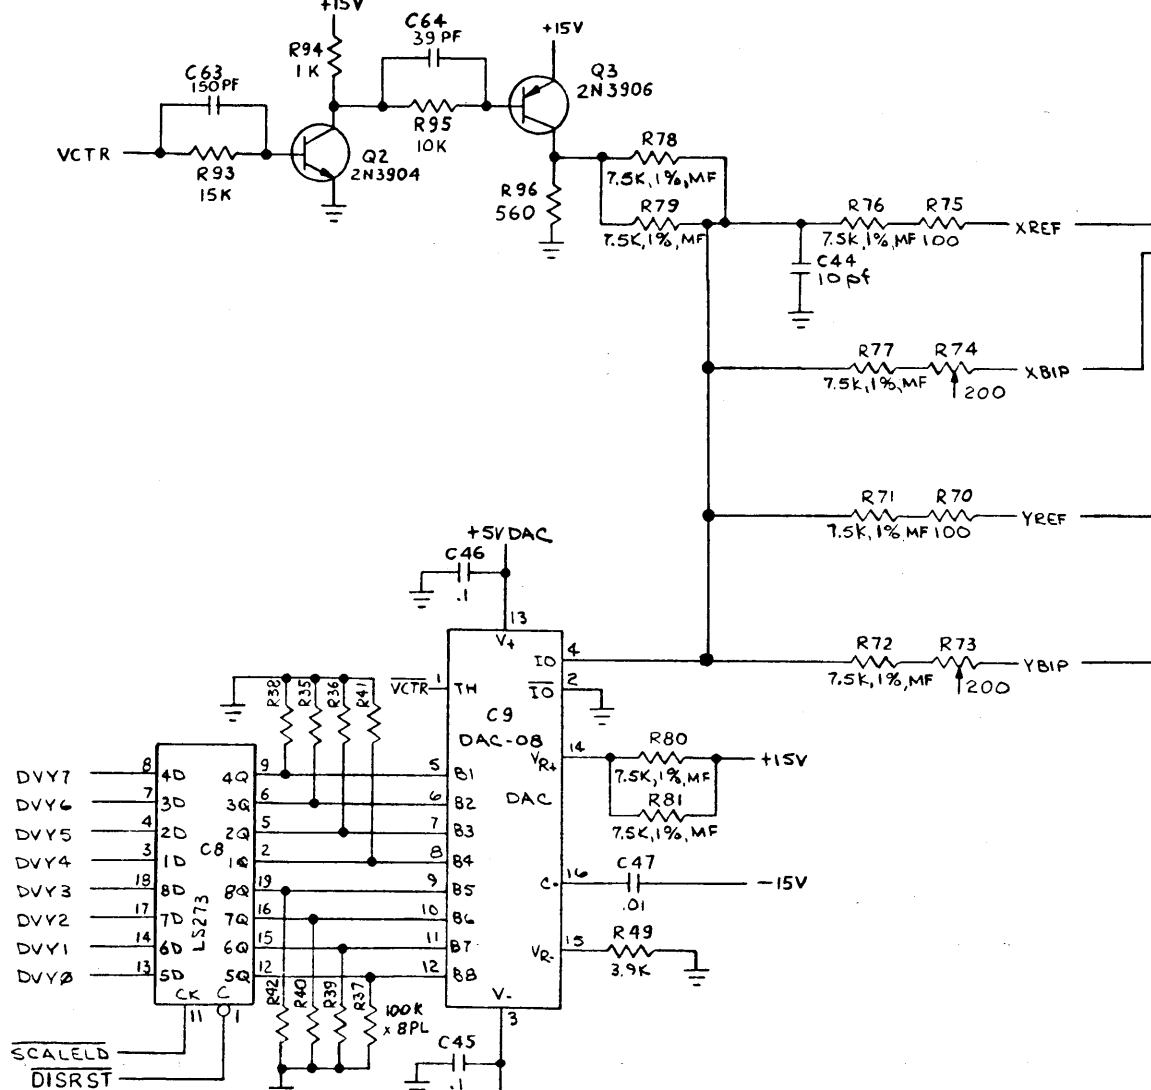 +15V
C64
39 PF
+15V
R94
1K
Q3
2N3906
C63
150PF
R95
10K
R78
7.5K, 1%, MF
VCTR
R93
15K
Q2
2N3904
R96
560
R79
7.5K, 1%, MF
R76
7.5K, 1%, MF
R75
100
XREF
C44
10pf
R77
7.5K, 1%, MF
R74
200
XBIP
R71
7.5K, 1%, MF
R70
100
YREF
+5V DAC
C46
.1
13
V+
R72
7.5K, 1%, MF
R73
200
YBIP
IO 4
R38
R35
R36
R41
VCTR 1 TH
IO 2
C9
DAC-08
DAC
VR+ 14
R80
7.5K, 1%, MF
+15V
R81
7.5K, 1%, MF
DVY7 8 4D 4Q 9 5 B1
DVY6 7 3D 3Q 6 6 B2
DVY5 4 2D 2Q 5 7 B3
DVY4 3 1D 1Q 2 8 B4
DVY3 18 8D 8Q 19 9 B5
DVY2 17 7D 7Q 16 10 B6
DVY1 14 6D 6Q 15 11 B7
DVYØ 13 5D 5Q 12 12 B8
C8
LS273
C. 16
C47
.01
-15V
VR- 15
R49
3.9K
CK
11
C
1
R42
R40
R39
R37
100K
x 8PL
V-
3
C45
.1
SCALELD
DISRST